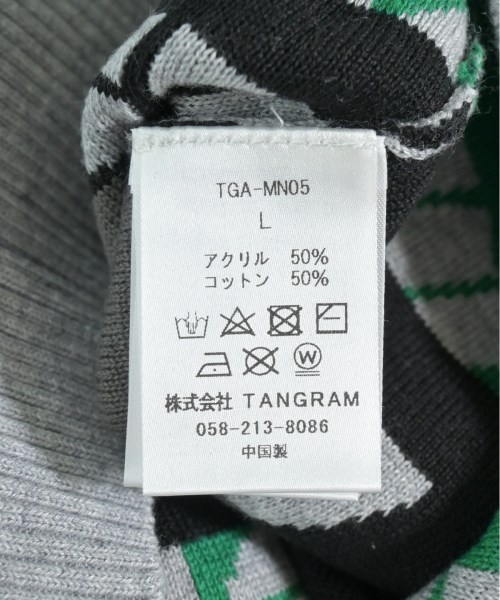 TGA-MN05
L
アクリル 50%
コットン 50%
W
株式会社 TANGRAM
058-213-8086
中国製